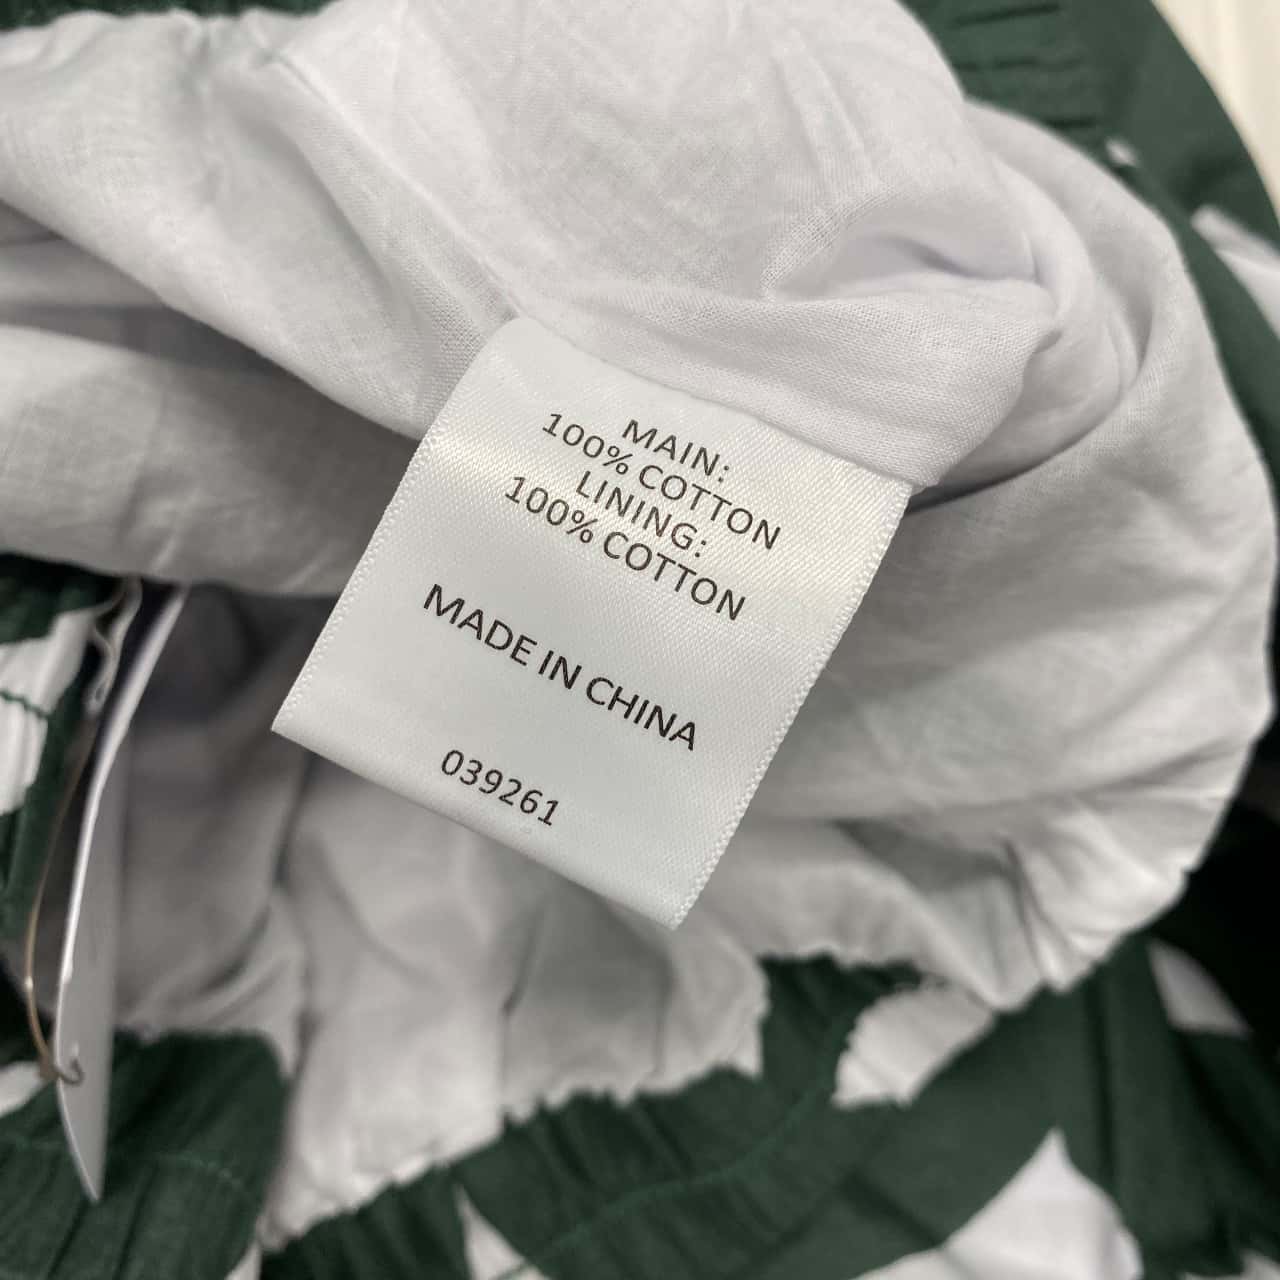 MAIN:
100% COTTON
LINING:
100% COTTON
MADE IN CHINA
039261